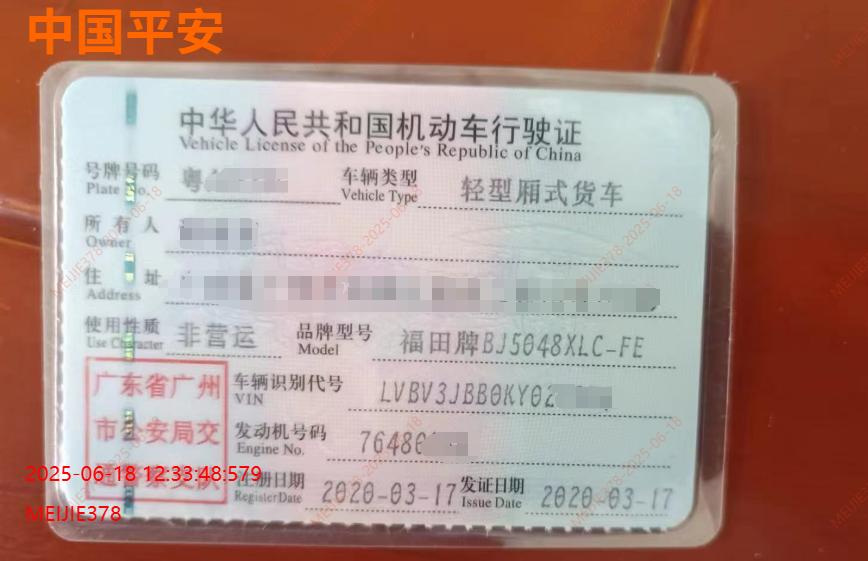 中国平安
中华人民共和国机动车行驶证
Vehicle License of the People's Republic of China
号牌号码 粤 车辆类型 轻型厢式货车
Plate No. Vehicle Type
所有人
Owner
住址
Address
使用性质 非营运 品牌型号 福田牌BJ5048XLC-FE
Use Character Model
广东省广州 车辆识别代号 LVBV3JBB0KY02
VIN
市公安局交 发动机号码 7648
Engine No.
2025-06-18 12:33:48:579
注册日期 2020-03-17 发证日期 2020-03-17
Register Date Issue Date
MEIJIE378